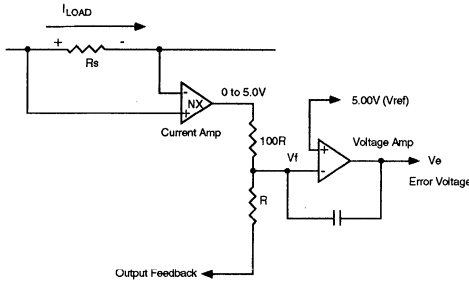 ILOAD
+ -
Rs
-
NX
+
0 to 5.0V
Current Amp
5.00V (Vref)
100R
Vf
+
-
Voltage Amp
Ve
Error Voltage
R
Output Feedback